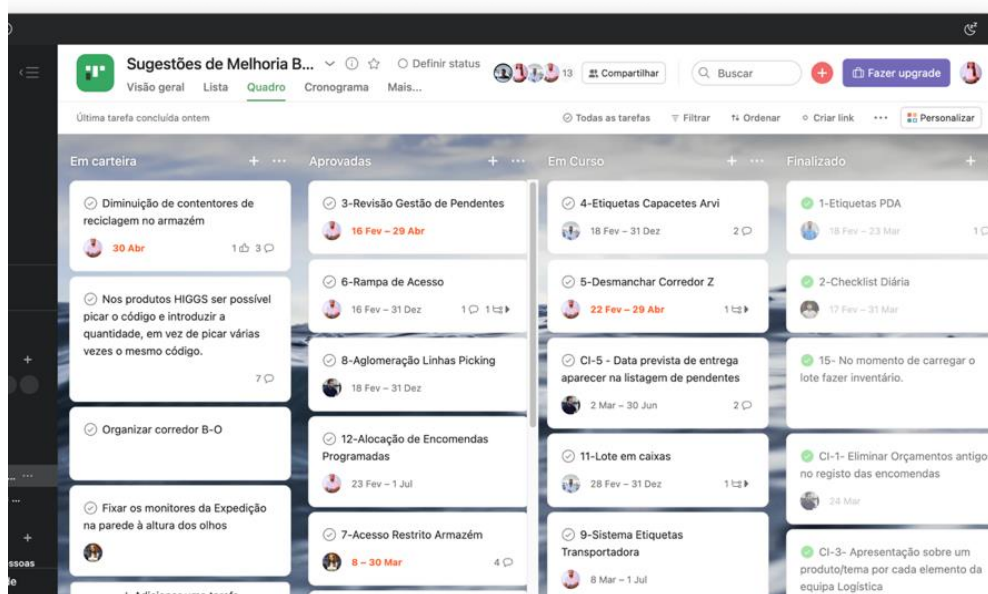 Sugestões de Melhoria B...
Definir status
13
Compartilhar
Buscar
Fazer upgrade
Visão geral
Lista
Quadro
Cronograma
Mais...
Última tarefa concluída ontem
Todas as tarefas
Filtrar
Ordenar
Criar link
Personalizar
Em carteira
Diminuição de contentores de
reciclagem no armazém
30 Abr
1
3
Nos produtos HIGGS ser possível
picar o código e introduzir a
quantidade, em vez de picar várias
vezes o mesmo código.
7
Organizar corredor B-O
Fixar os monitores da Expedição
na parede à altura dos olhos
Aprovadas
3-Revisão Gestão de Pendentes
16 Fev – 29 Abr
6-Rampa de Acesso
16 Fev – 31 Dez
1
1
8-Aglomeração Linhas Picking
18 Fev – 31 Dez
12-Alocação de Encomendas
Programadas
23 Fev – 1 Jul
7-Acesso Restrito Armazém
8 – 30 Mar
4
Em Curso
4-Etiquetas Capacetes Arvi
18 Fev – 31 Dez
2
5-Desmanchar Corredor Z
22 Fev – 29 Abr
1
CI-5 - Data prevista de entrega
aparecer na listagem de pendentes
2 Mar – 30 Jun
2
11-Lote em caixas
28 Fev – 31 Dez
1
9-Sistema Etiquetas
Transportadora
8 Mar – 1 Jul
Finalizado
1-Etiquetas PDA
18 Fev – 23 Mar
1
2-Checklist Diária
17 Fev – 31 Mar
15- No momento de carregar o
lote fazer inventário.
CI-1- Eliminar Orçamentos antigo
no registo das encomendas
24 Mar
CI-3- Apresentação sobre um
produto/tema por cada elemento da
equipa Logística
ssoas